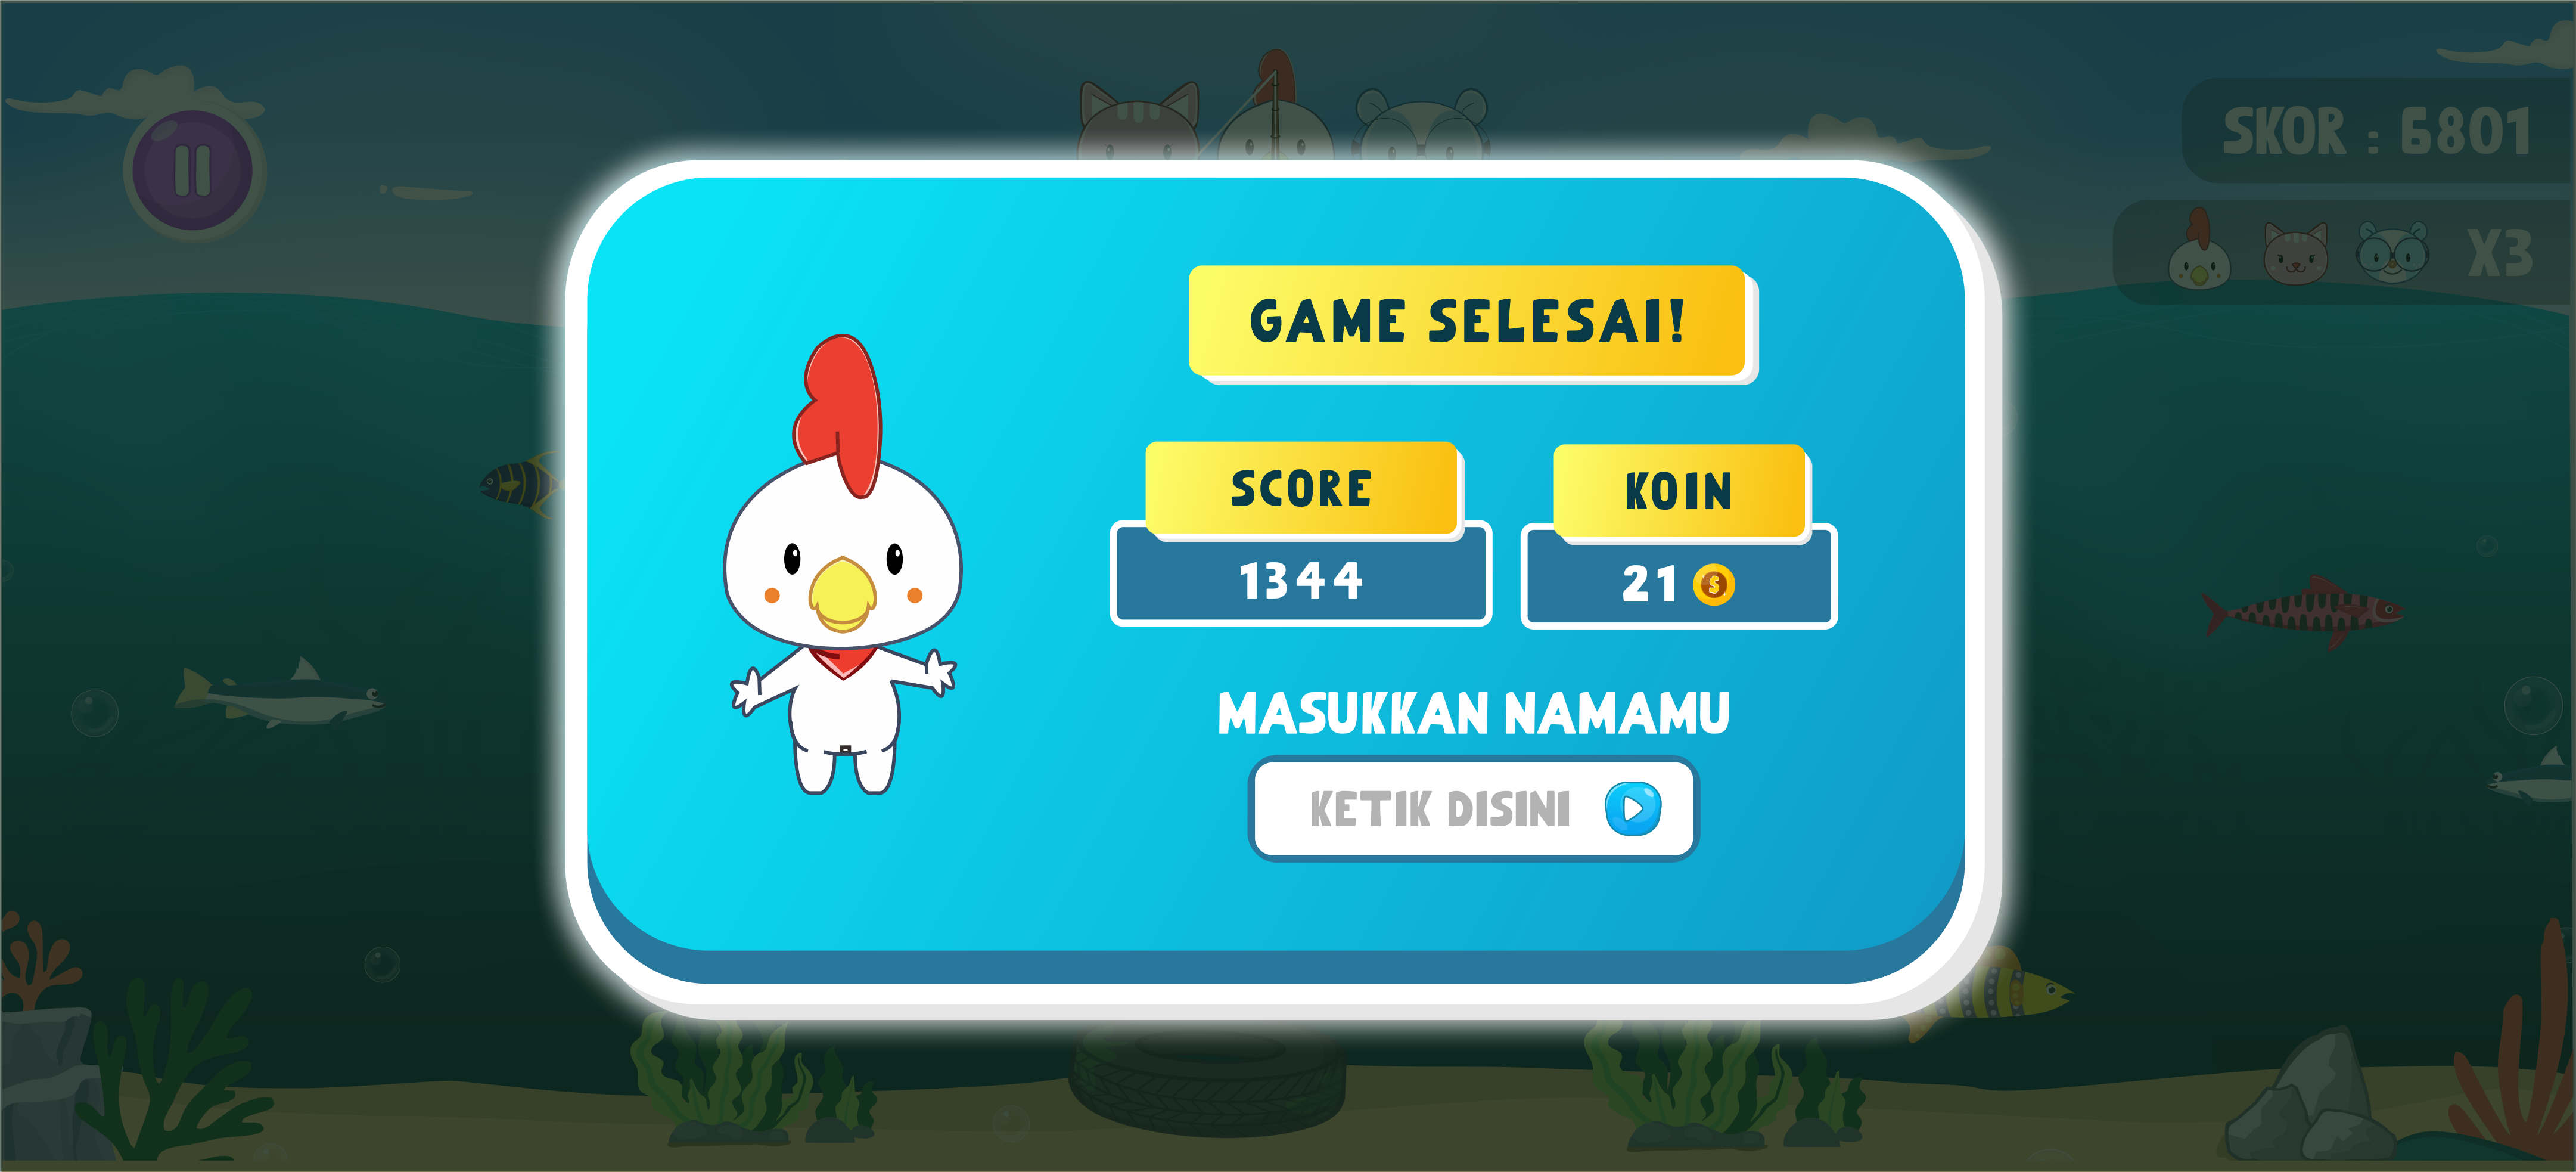 SKOR : 6801
X3
GAME SELESAI!
SCORE
1344
KOIN
21
MASUKKAN NAMAMU
KETIK DISINI